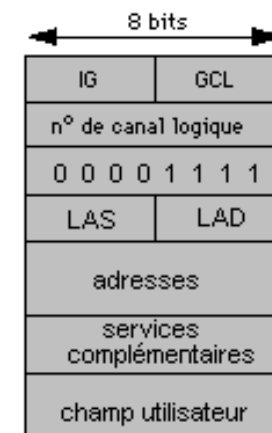 8 bits
IG GCL
n° de canal logique
0 0 0 0 1 1 1 1
LAS LAD
adresses
services
complémentaires
champ utilisateur